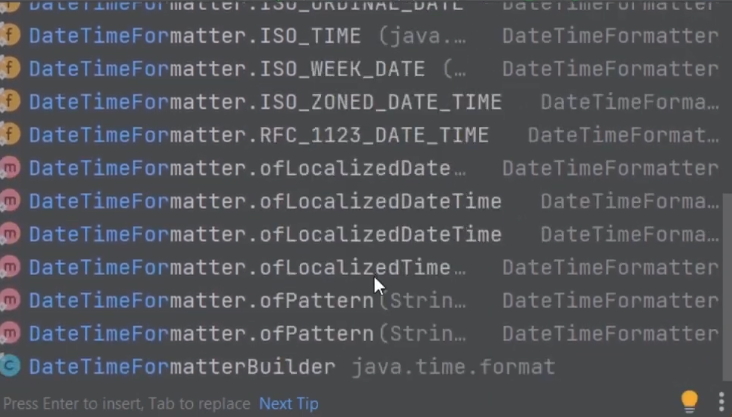 DateTimeFormatter.ISO_ORDINAL_DATE
f DateTimeFormatter.ISO_TIME (java.… DateTimeFormatter
f DateTimeFormatter.ISO_WEEK_DATE (… DateTimeFormatter
f DateTimeFormatter.ISO_ZONED_DATE_TIME DateTimeForma…
f DateTimeFormatter.RFC_1123_DATE_TIME DateTimeFormat…
m DateTimeFormatter.ofLocalizedDate… DateTimeFormatter
m DateTimeFormatter.ofLocalizedDateTime DateTimeForma…
m DateTimeFormatter.ofLocalizedDateTime DateTimeForma…
m DateTimeFormatter.ofLocalizedTime… DateTimeFormatter
m DateTimeFormatter.ofPattern(Strin… DateTimeFormatter
m DateTimeFormatter.ofPattern(Strin… DateTimeFormatter
C DateTimeFormatterBuilder java.time.format
Press Enter to insert, Tab to replace Next Tip